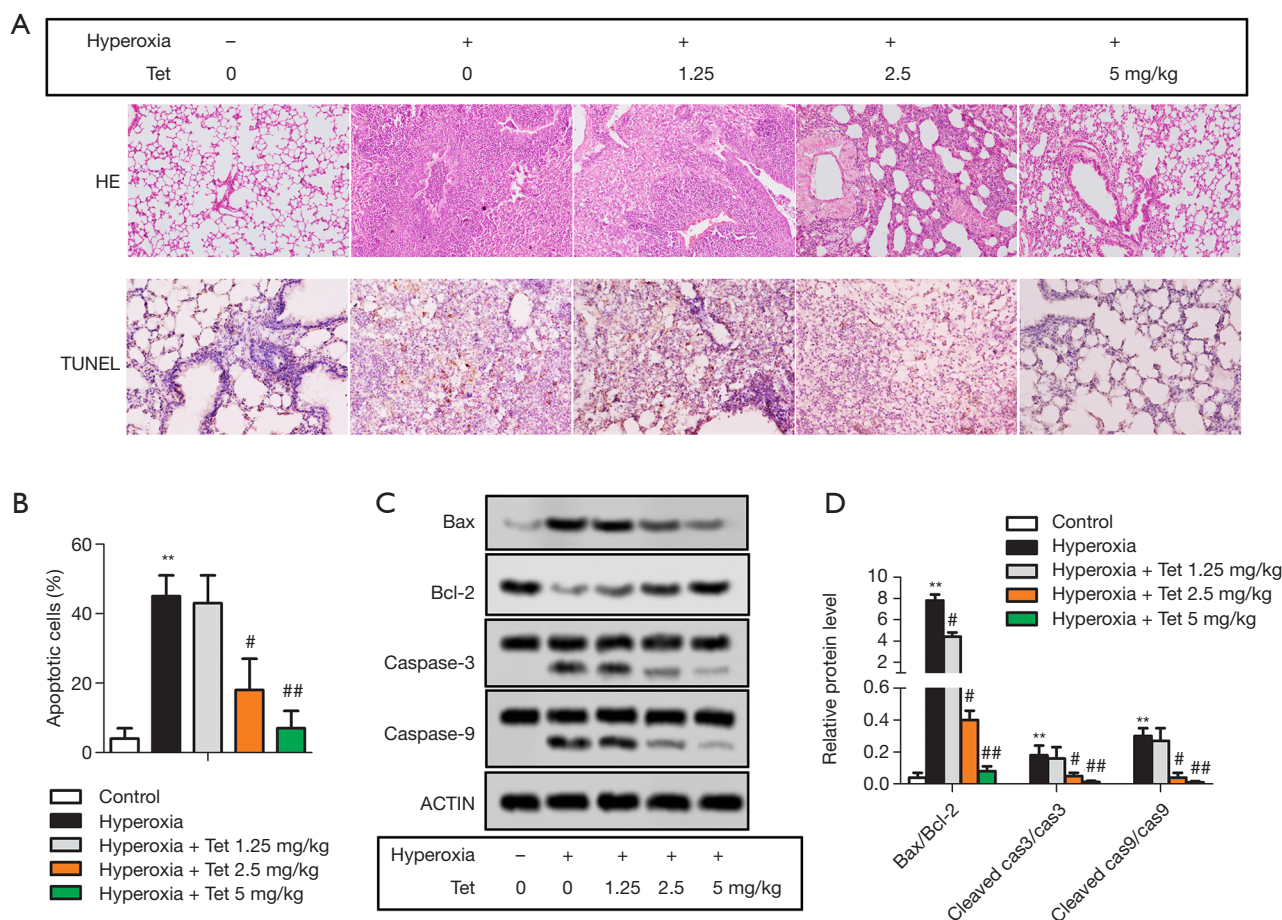 A
Hyperoxia – + + + +
Tet 0 0 1.25 2.5 5 mg/kg
HE
TUNEL
B
Apoptotic cells (%)
60
40
20
0
**
#
##
Control
Hyperoxia
Hyperoxia + Tet 1.25 mg/kg
Hyperoxia + Tet 2.5 mg/kg
Hyperoxia + Tet 5 mg/kg
C
Bax
Bcl-2
Caspase-3
Caspase-9
ACTIN
Hyperoxia – + + + +
Tet 0 0 1.25 2.5 5 mg/kg
D
Control
Hyperoxia
Hyperoxia + Tet 1.25 mg/kg
Hyperoxia + Tet 2.5 mg/kg
Hyperoxia + Tet 5 mg/kg
Relative protein level
10
8
6
4
2
0.6
0.4
0.2
0.0
** # # ##
** # ##
** # ##
Bax/Bcl-2
Cleaved cas3/cas3
Cleaved cas9/cas9